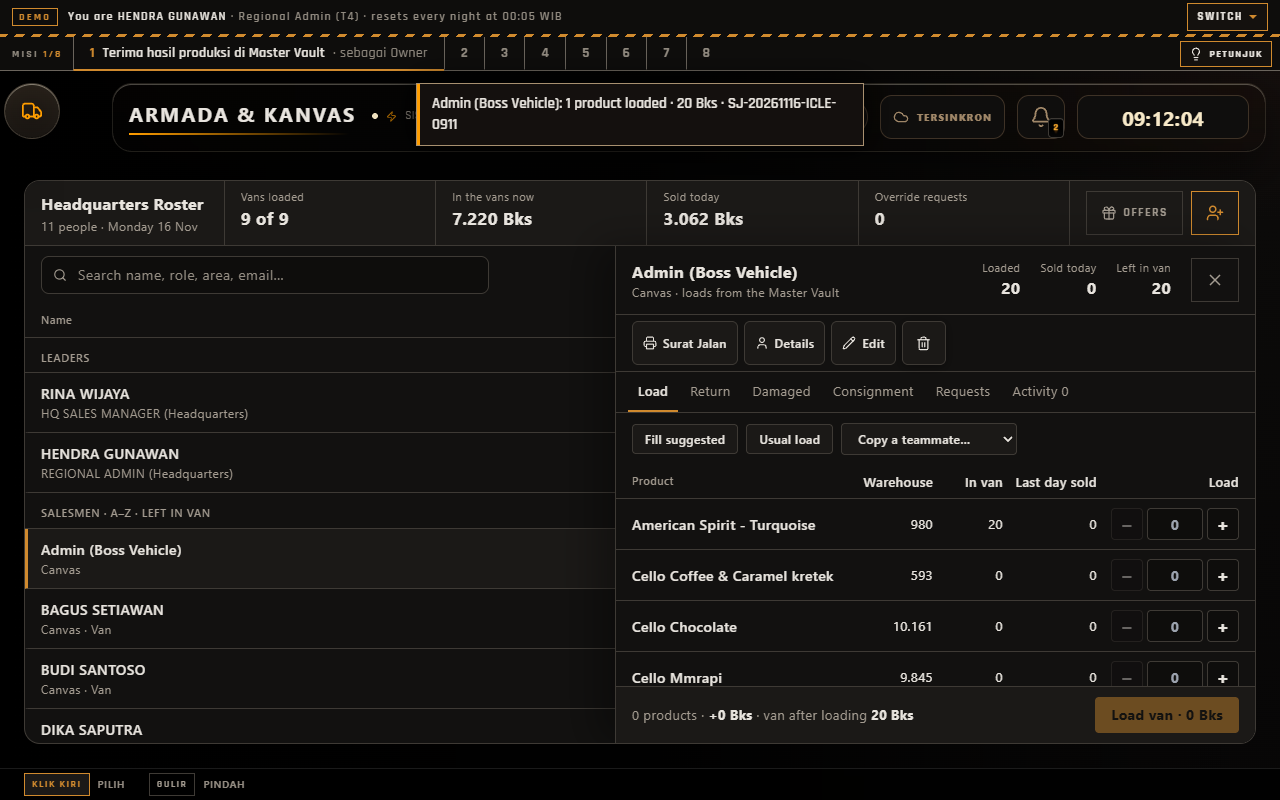 DEMO You are HENDRA GUNAWAN · Regional Admin (T4) · resets every night at 00:05 WIB SWITCH
MISI 1/8 1 Terima hasil produksi di Master Vault · sebagai Owner 2 3 4 5 6 7 8 PETUNJUK
ARMADA & KANVAS
Admin (Boss Vehicle): 1 product loaded · 20 Bks · SJ-20261116-ICLE-
0911
TERSINKRON 2 09:12:04
Headquarters Roster
11 people · Monday 16 Nov
Vans loaded
9 of 9
In the vans now
7.220 Bks
Sold today
3.062 Bks
Override requests
0
OFFERS
Search name, role, area, email...
Name
LEADERS
RINA WIJAYA
HQ SALES MANAGER (Headquarters)
HENDRA GUNAWAN
REGIONAL ADMIN (Headquarters)
SALESMEN · A–Z · LEFT IN VAN
Admin (Boss Vehicle)
Canvas
BAGUS SETIAWAN
Canvas · Van
BUDI SANTOSO
Canvas · Van
DIKA SAPUTRA
Admin (Boss Vehicle)
Canvas · loads from the Master Vault
Loaded Sold today Left in van
20 0 20
Surat Jalan Details Edit
Load Return Damaged Consignment Requests Activity 0
Fill suggested Usual load Copy a teammate...
Product Warehouse In van Last day sold Load
American Spirit - Turquoise 980 20 0 − 0 +
Cello Coffee & Caramel kretek 593 0 0 − 0 +
Cello Chocolate 10.161 0 0 − 0 +
Cello Mmrapi 9.845 0 0 − 0 +
0 products · +0 Bks · van after loading 20 Bks Load van · 0 Bks
KLIK KIRI PILIH GULIR PINDAH